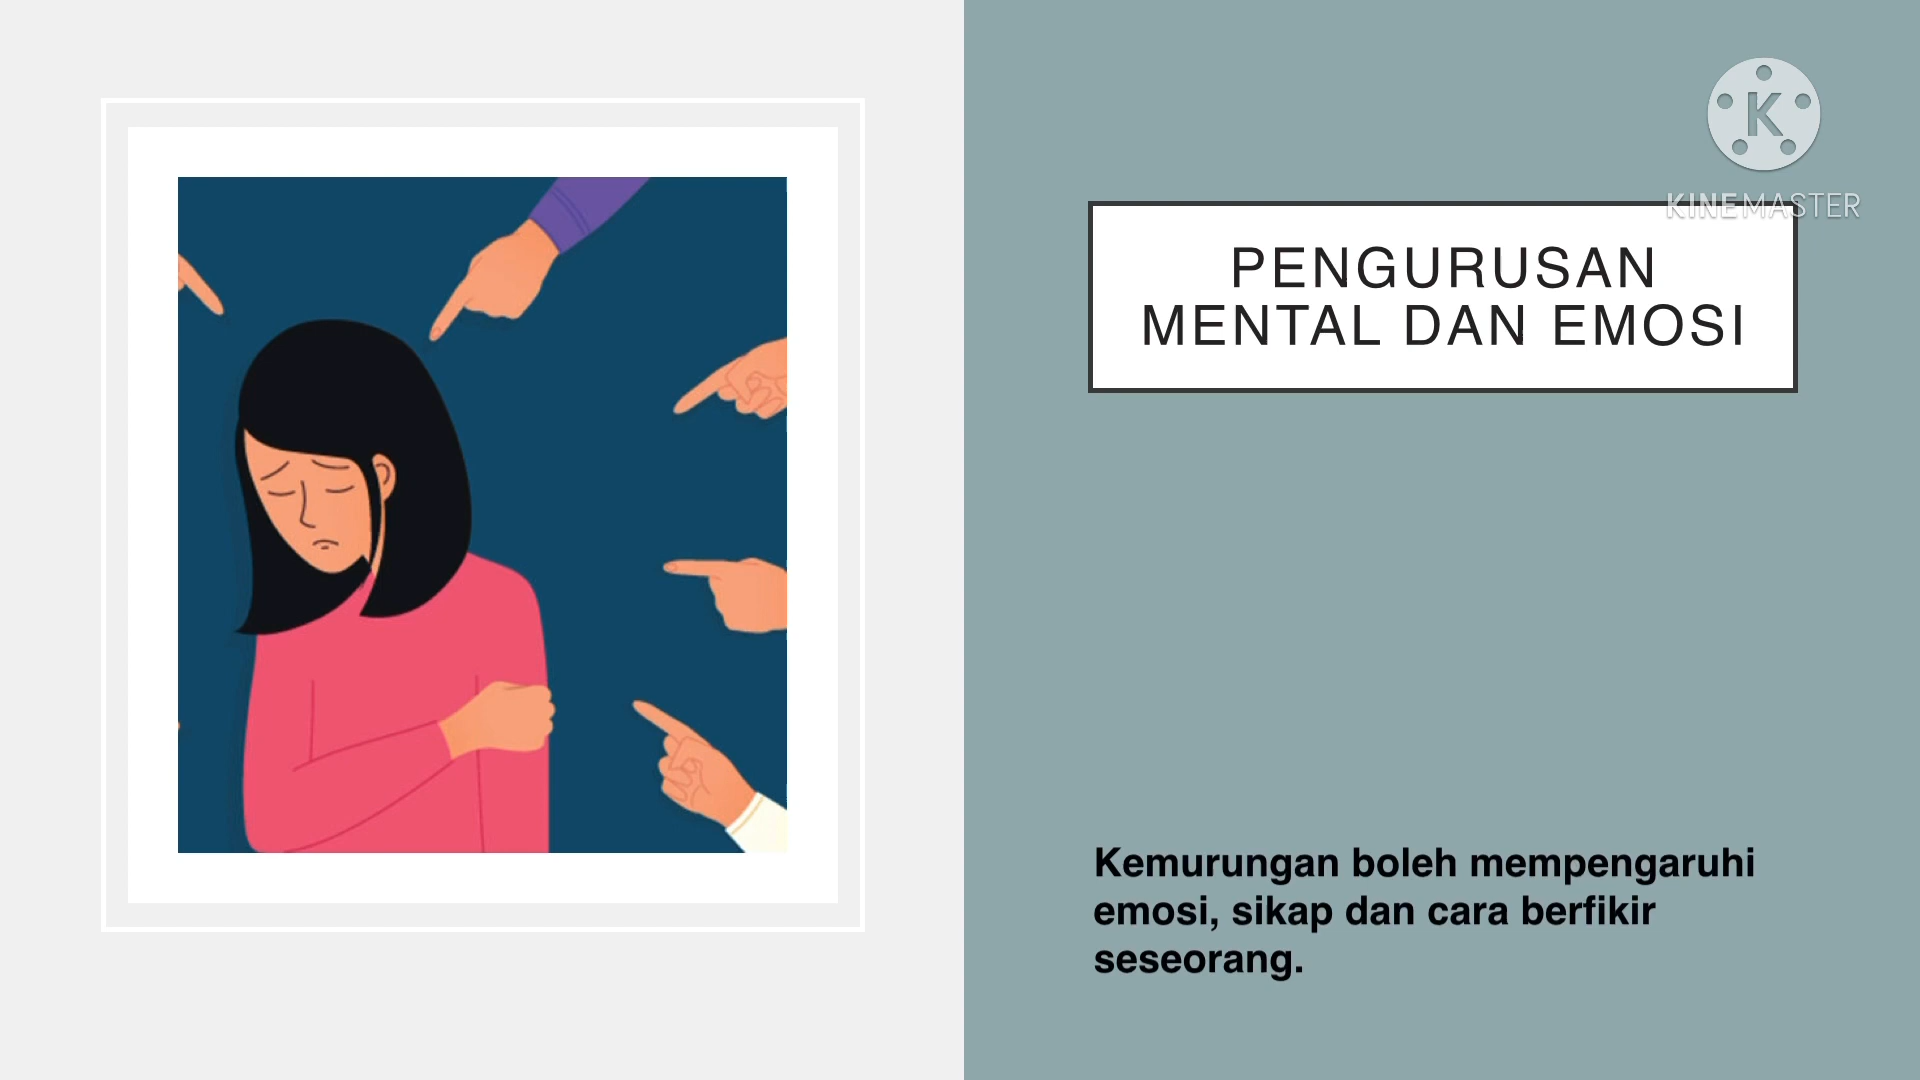 K
KINEMASTER
PENGURUSAN
MENTAL DAN EMOSI
Kemurungan boleh mempengaruhi
emosi, sikap dan cara berfikir
seseorang.